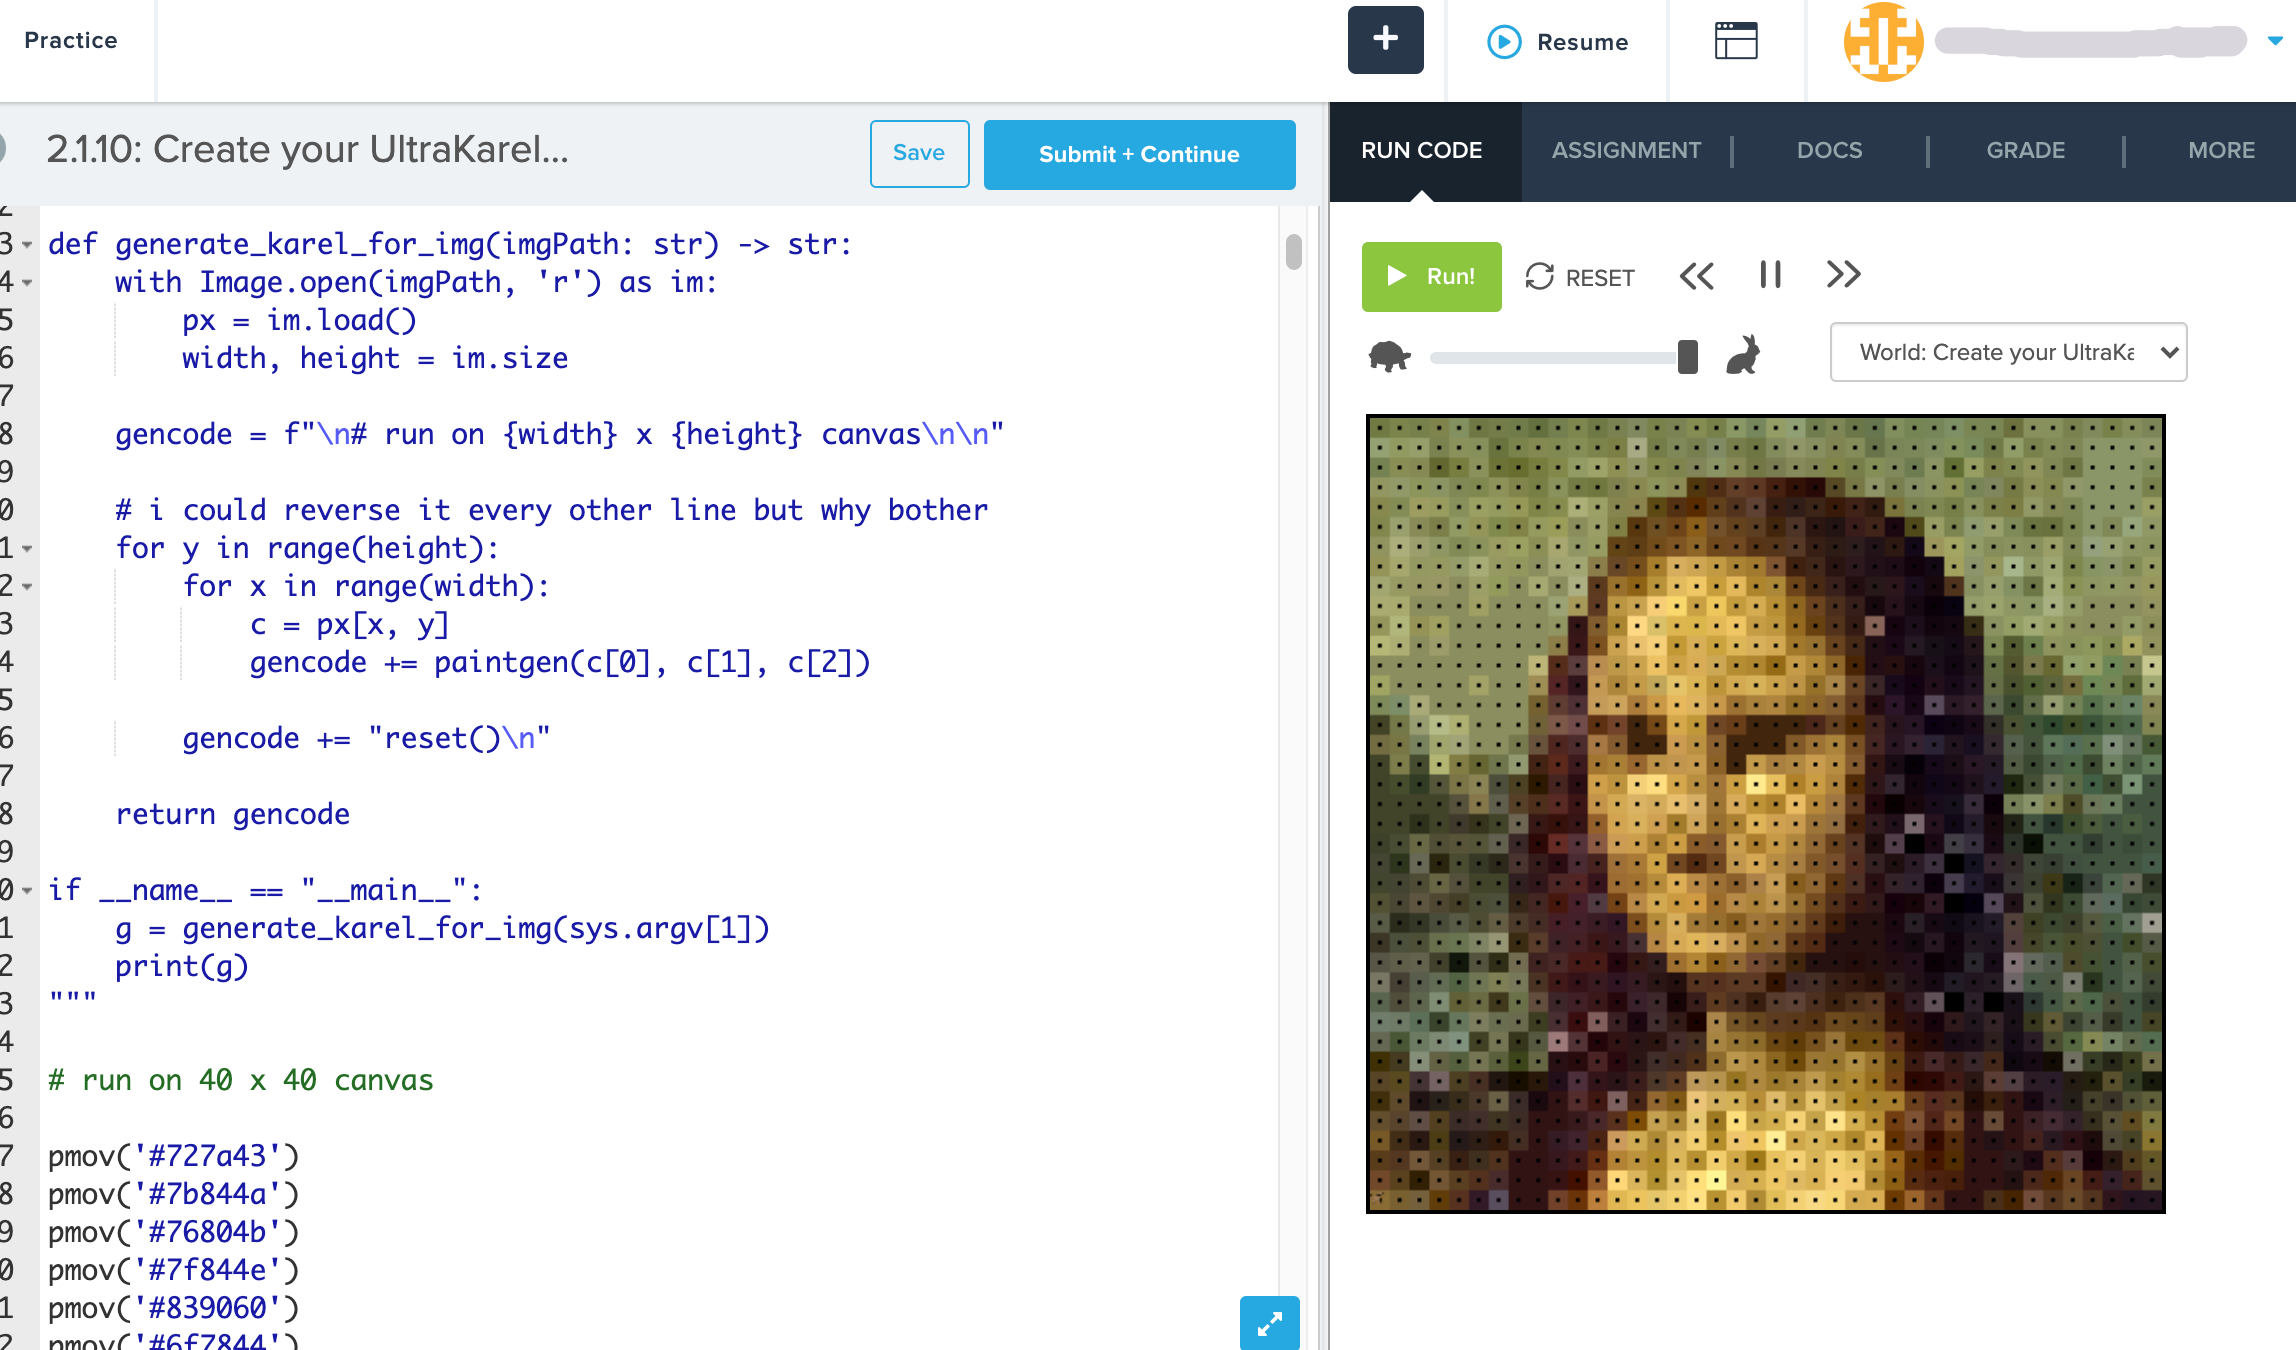 Practice
+
Resume
2.1.10: Create your UltraKarel...
Save
Submit + Continue
RUN CODE
ASSIGNMENT
DOCS
GRADE
MORE
2
3 def generate_karel_for_img(imgPath: str) -> str:
4     with Image.open(imgPath, 'r') as im:
5         px = im.load()
6         width, height = im.size
7
8     gencode = f"\n# run on {width} x {height} canvas\n\n"
9
0     # i could reverse it every other line but why bother
1     for y in range(height):
2         for x in range(width):
3             c = px[x, y]
4             gencode += paintgen(c[0], c[1], c[2])
5
6         gencode += "reset()\n"
7
8     return gencode
9
0 if __name__ == "__main__":
1     g = generate_karel_for_img(sys.argv[1])
2     print(g)
3 """
4
5 # run on 40 x 40 canvas
6
7 pmov('#727a43')
8 pmov('#7b844a')
9 pmov('#76804b')
0 pmov('#7f844e')
1 pmov('#839060')
2 pmov('#6f7844')
Run!
RESET
World: Create your UltraKa